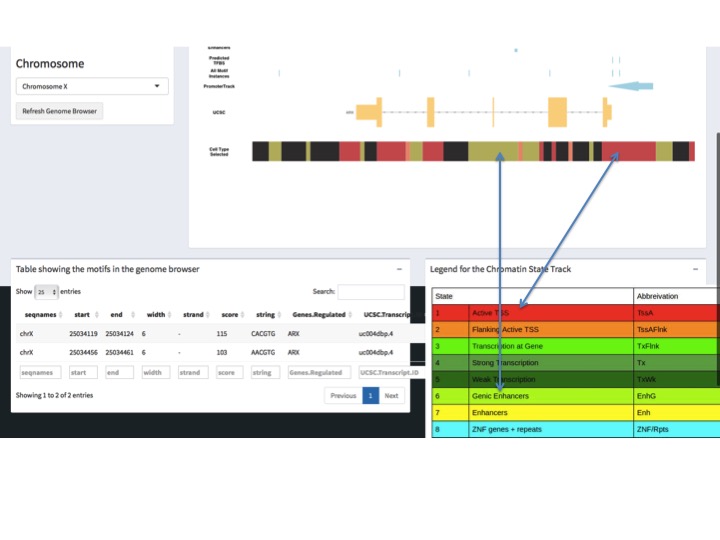 Enhancers
Predicted
TFBS
All Motif
Instances
PromoterTrack
UCSC
Cell Type
Selected
Chromosome
Chromosome X
Refresh Genome Browser
Table showing the motifs in the genome browser −
Show 25 entries Search:
seqnames start end width strand score string Genes.Regulated UCSC.Transcrip
chrX 25034119 25034124 6 - 115 CACGTG ARX uc004dbp.4
chrX 25034456 25034461 6 - 103 AACGTG ARX uc004dbp.4
seqnames start end width strand score string Genes.Regulated UCSC.Transcript.ID
Showing 1 to 2 of 2 entries Previous 1 Next
Legend for the Chromatin State Track −
State Abbreivation
1 Active TSS TssA
2 Flanking Active TSS TssAFlnk
3 Transcription at Gene TxFlnk
4 Strong Transcription Tx
5 Weak Transcription TxWk
6 Genic Enhancers EnhG
7 Enhancers Enh
8 ZNF genes + repeats ZNF/Rpts